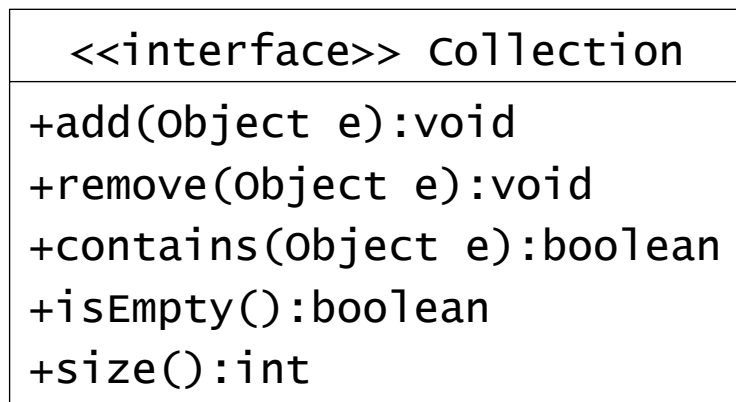 <<interface>> Collection
+add(Object e):void
+remove(Object e):void
+contains(Object e):boolean
+isEmpty():boolean
+size():int